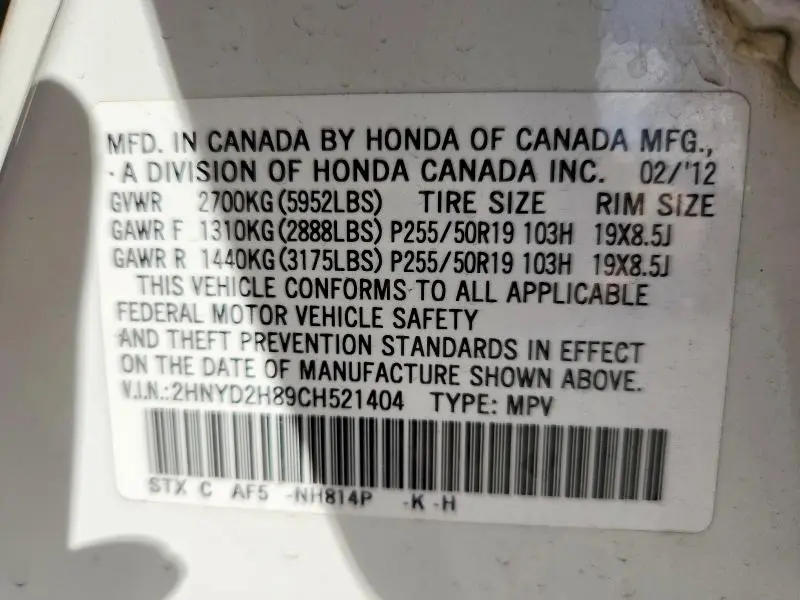 MFD. IN CANADA BY HONDA OF CANADA MFG.,
A DIVISION OF HONDA CANADA INC. 02/'12
GVWR 2700KG(5952LBS) TIRE SIZE RIM SIZE
GAWR F 1310KG(2888LBS) P255/50R19 103H 19X8.5J
GAWR R 1440KG(3175LBS) P255/50R19 103H 19X8.5J
THIS VEHICLE CONFORMS TO ALL APPLICABLE
FEDERAL MOTOR VEHICLE SAFETY
AND THEFT PREVENTION STANDARDS IN EFFECT
ON THE DATE OF MANUFACTURE SHOWN ABOVE.
V.I.N.:2HNYD2H89CH521404 TYPE: MPV
STX C AF5 -NH814P -K -H